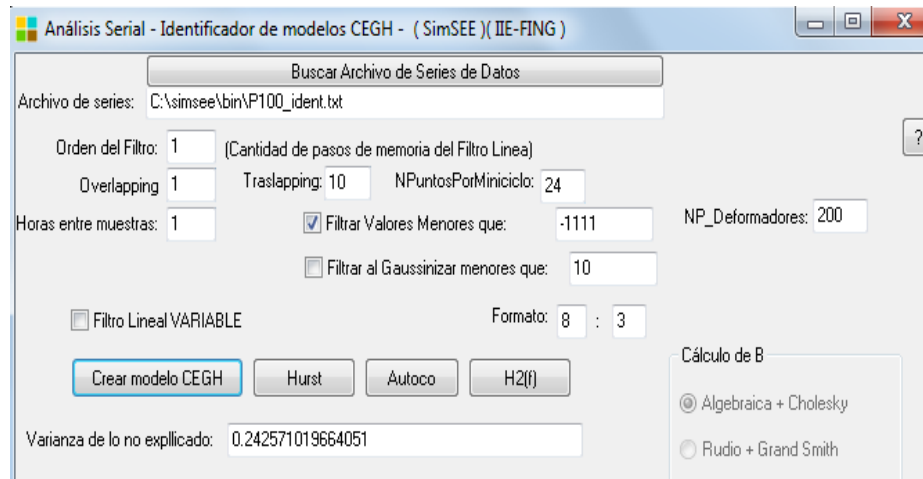 Análisis Serial - Identificador de modelos CEGH - ( SimSEE )( IIE-FING )
Buscar Archivo de Series de Datos
Archivo de series: C:\simsee\bin\P100_ident.txt
?
Orden del Filtro: 1 (Cantidad de pasos de memoria del Filtro Linea)
Overlapping 1 Traslapping: 10 NPuntosPorMiniciclo: 24
Horas entre muestras: 1 Filtrar Valores Menores que: -1111 NP_Deformadores: 200
Filtrar al Gaussinizar menores que: 10
Filtro Lineal VARIABLE Formato: 8 : 3
Crear modelo CEGH Hurst Autoco H2(f)
Cálculo de B
Algebraica + Cholesky
Varianza de lo no expllicado: 0.242571019664051
Rudio + Grand Smith